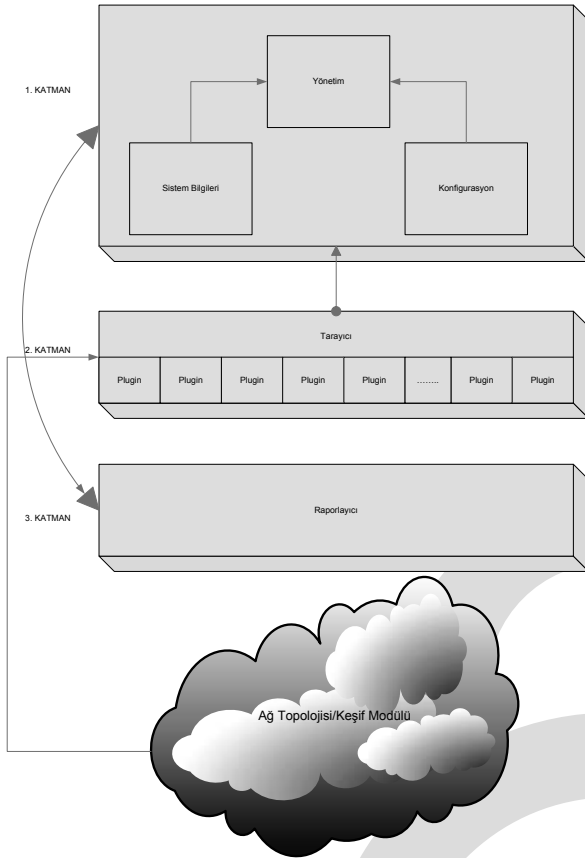 1. KATMAN
Yönetim
Sistem Bilgileri
Konfigurasyon
2. KATMAN
Tarayıcı
Plugin
Plugin
Plugin
Plugin
Plugin
........
Plugin
Plugin
3. KATMAN
Raporlayıcı
Ağ Topolojisi/Keşif Modülü